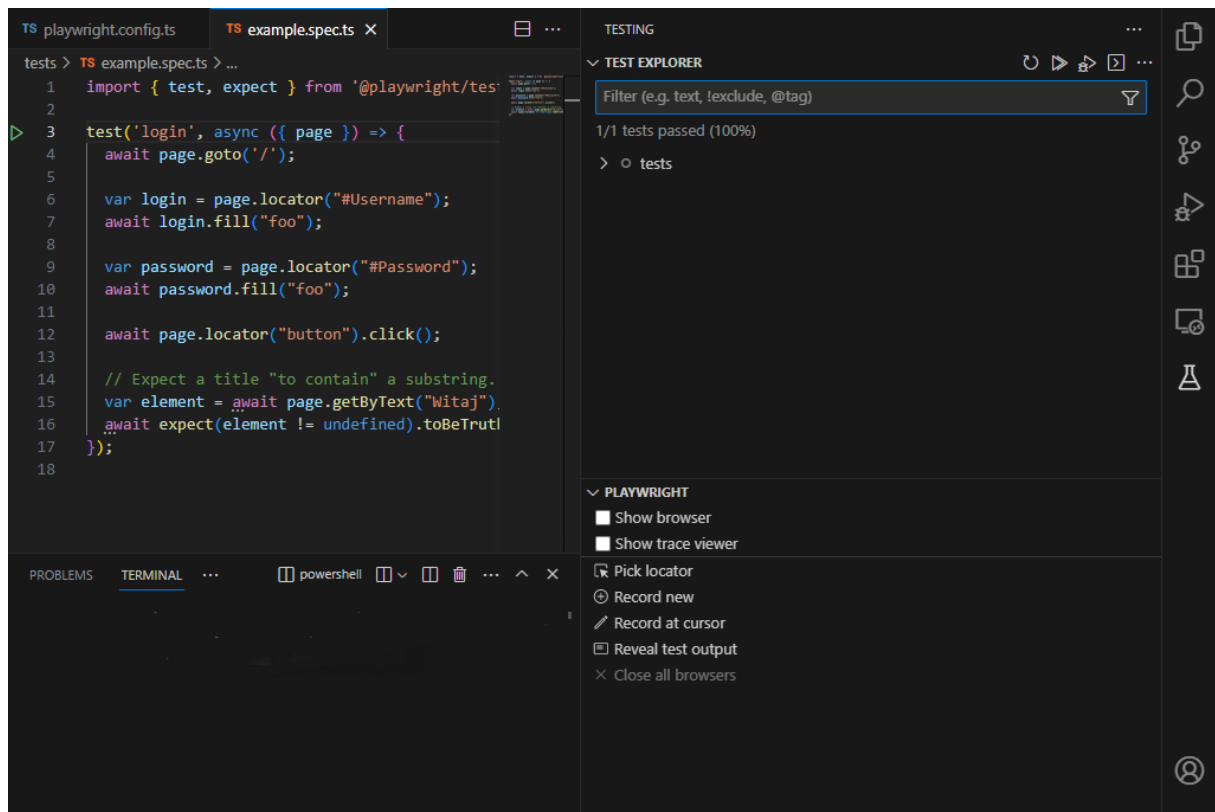 TS playwright.config.ts
TS example.spec.ts
tests > TS example.spec.ts > ...
1 import { test, expect } from '@playwright/tes
2
3 test('login', async ({ page }) => {
4 await page.goto('/');
5
6 var login = page.locator("#Username");
7 await login.fill("foo");
8
9 var password = page.locator("#Password");
10 await password.fill("foo");
11
12 await page.locator("button").click();
13
14 // Expect a title "to contain" a substring.
15 var element = await page.getByText("Witaj")
16 await expect(element != undefined).toBeTrut
17 });
18
PROBLEMS TERMINAL ...
powershell
TESTING
TEST EXPLORER
Filter (e.g. text, !exclude, @tag)
1/1 tests passed (100%)
tests
PLAYWRIGHT
Show browser
Show trace viewer
Pick locator
Record new
Record at cursor
Reveal test output
Close all browsers